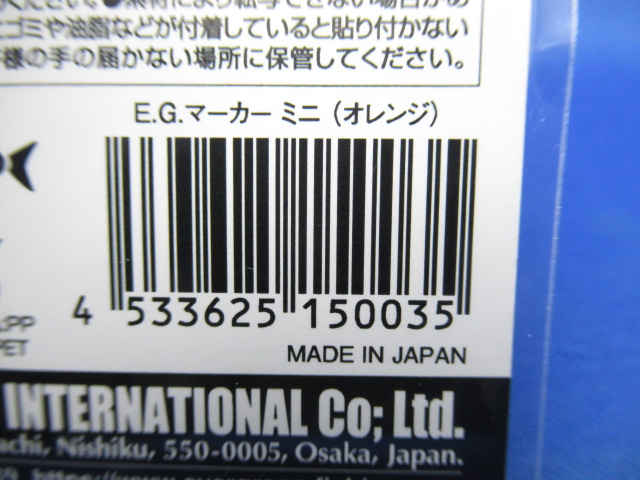 ゴミや油脂などが付着していると貼り付かない
様の手の届かない場所に保管してください。
E.G.マーカー ミニ (オレンジ)
4 533625 150035
PP
PET
MADE IN JAPAN
INTERNATIONAL Co; Ltd.
achi, Nishiku, 550-0005, Osaka, Japan.